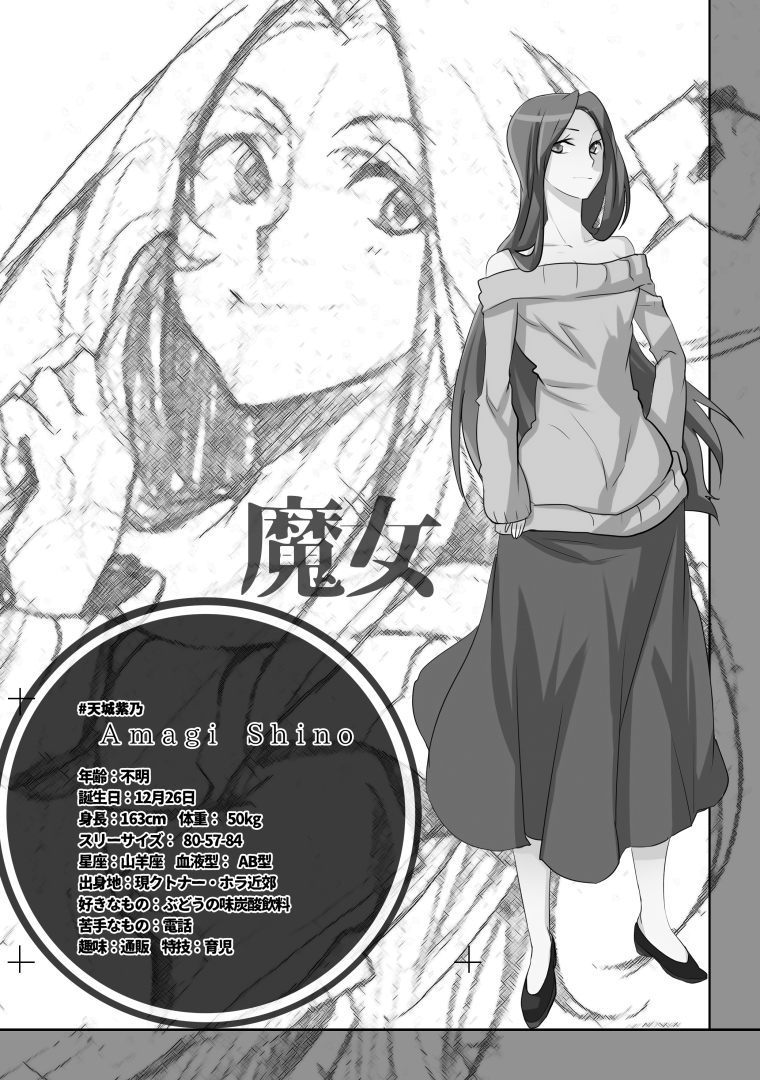 魔女
#天城紫乃
Amagi Shino
年齢：不明
誕生日：12月26日
身長：163cm　体重： 50kg
スリーサイズ： 80-57-84
星座：山羊座　血液型： AB型
出身地：現クトナー・ホラ近郊
好きなもの：ぶどうの味炭酸飲料
苦手なもの：電話
趣味：通販　特技：育児